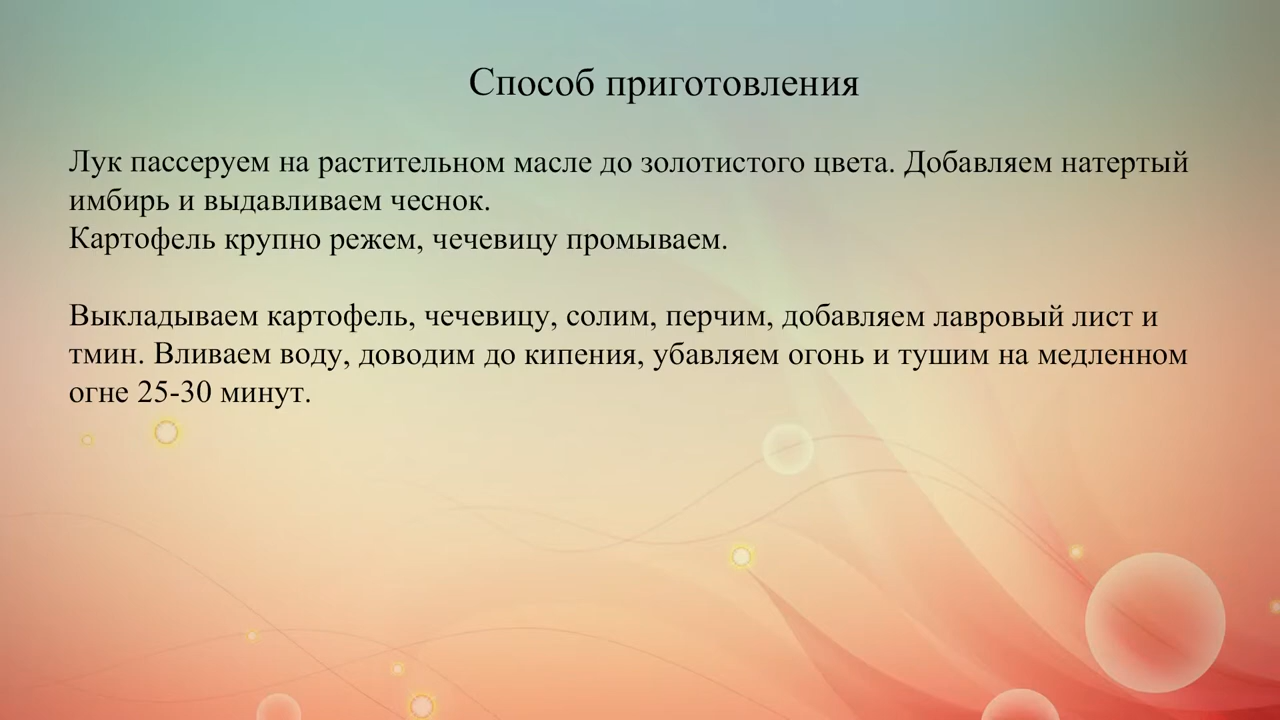 Способ приготовления
Лук пассеруем на растительном масле до золотистого цвета. Добавляем натертый
имбирь и выдавливаем чеснок.
Картофель крупно режем, чечевицу промываем.
Выкладываем картофель, чечевицу, солим, перчим, добавляем лавровый лист и
тмин. Вливаем воду, доводим до кипения, убавляем огонь и тушим на медленном
огне 25-30 минут.